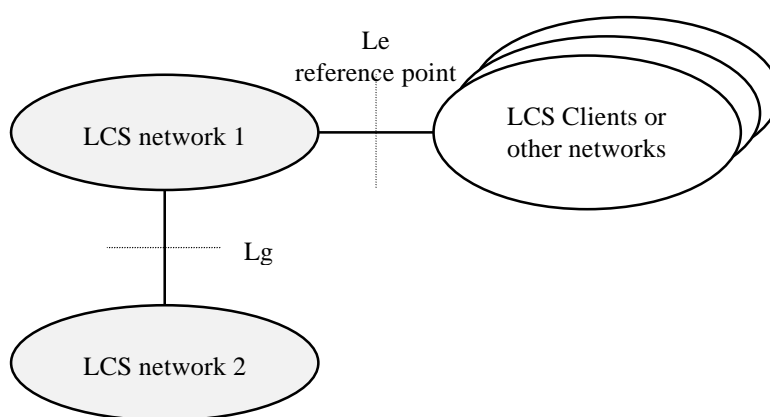 Le
reference point
LCS network 1
LCS Clients or
other networks
Lg
LCS network 2